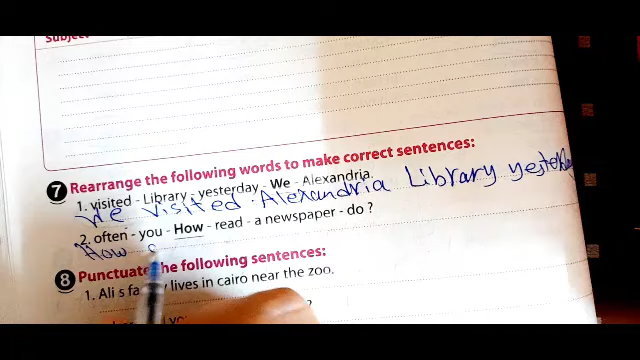 Subject
7 Rearrange the following words to make correct sentences:
1. visited - Library - yesterday - We - Alexandria.
We visited Alexandria Library yesterday
2. often - you - How - read - a newspaper - do ?
How
8 Punctuate the following sentences:
1. Ali s fa y lives in cairo near the zoo.
?